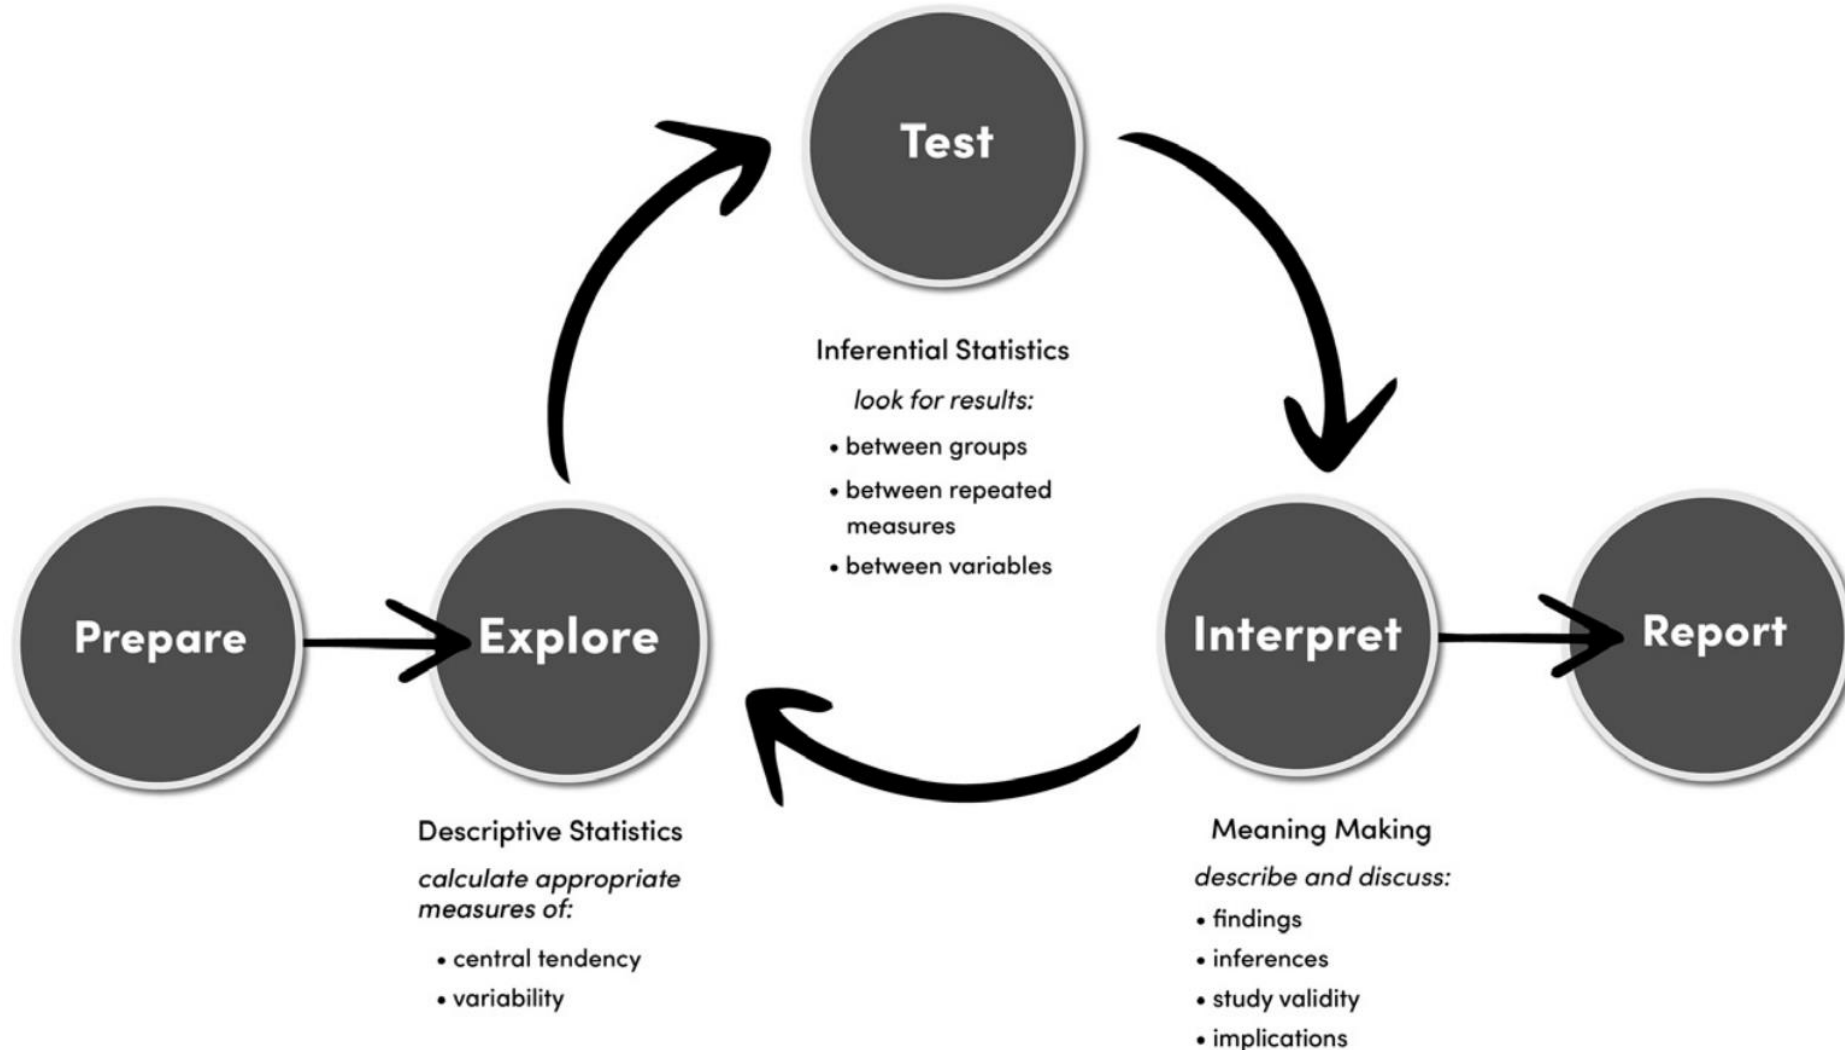 Test
Inferential Statistics
look for results:
• between groups
• between repeated
measures
• between variables
Prepare
Explore
Interpret
Report
Descriptive Statistics
calculate appropriate
measures of:
• central tendency
• variability
Meaning Making
describe and discuss:
• findings
• inferences
• study validity
• implications